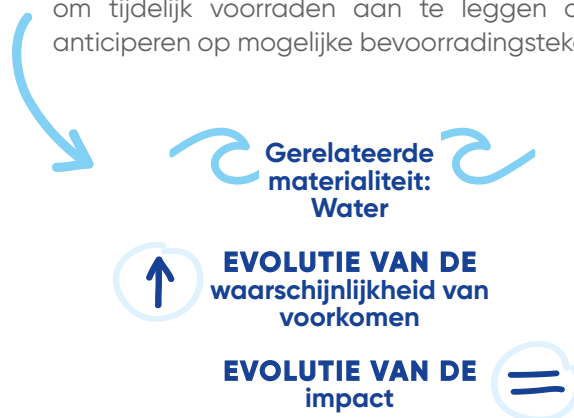 om tijdelijk voorraden aan te leggen
anticiperen op mogelijke
Gerelateerde
materialiteit:
Water
EVOLUTIE VAN DE
waarschijnlijkheid van
voorkomen
EVOLUTIE VAN DE
impact